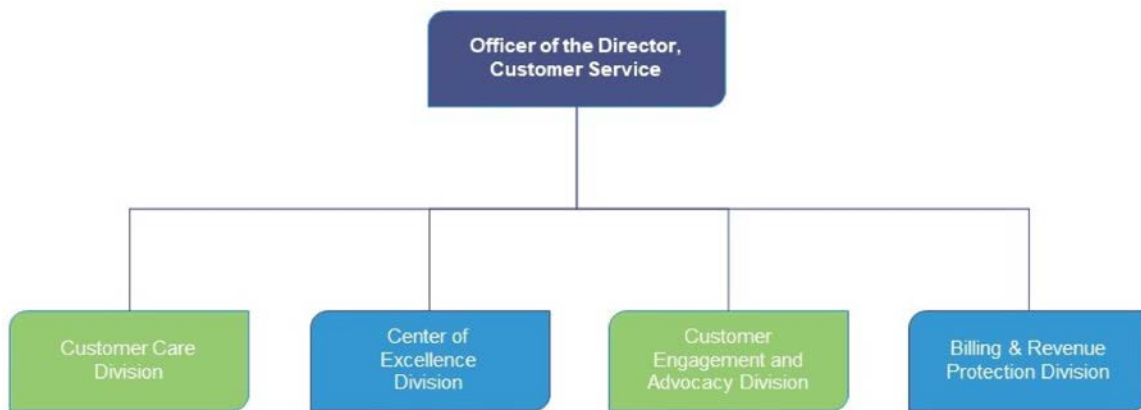 Officer of the Director,
Customer Service
Customer Care
Division
Center of
Excellence
Division
Customer
Engagement and
Advocacy Division
Billing & Revenue
Protection Division